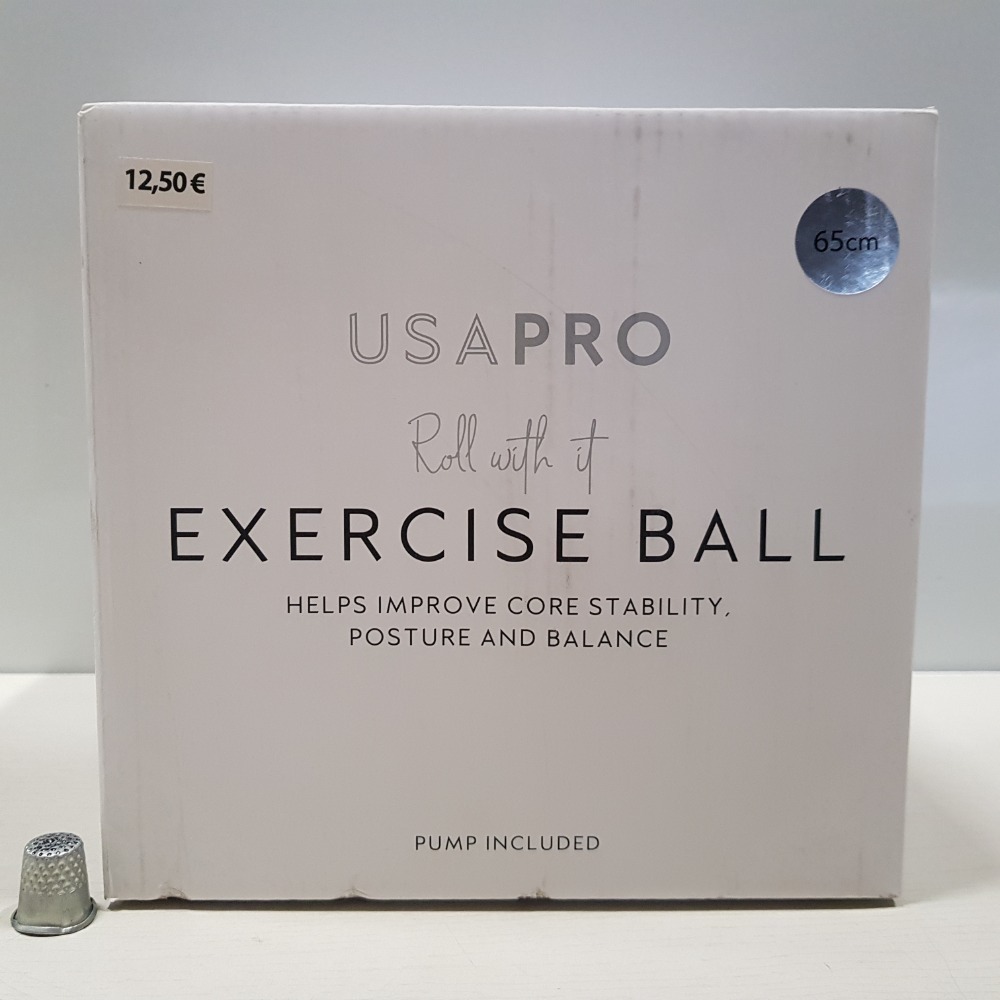 12,50 €
65cm
USAPRO
Roll with it
EXERCISE BALL
HELPS IMPROVE CORE STABILITY,
POSTURE AND BALANCE
PUMP INCLUDED